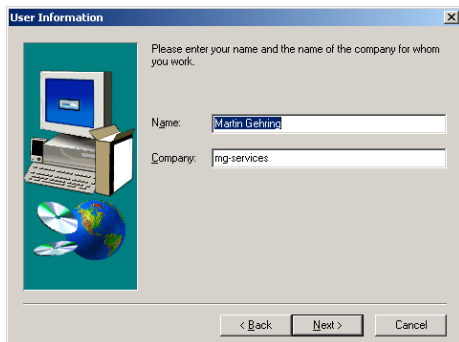 User Information
Please enter your name and the name of the company for whom
you work.
Name: Martin Gehring
Company: mg-services
< Back Next > Cancel